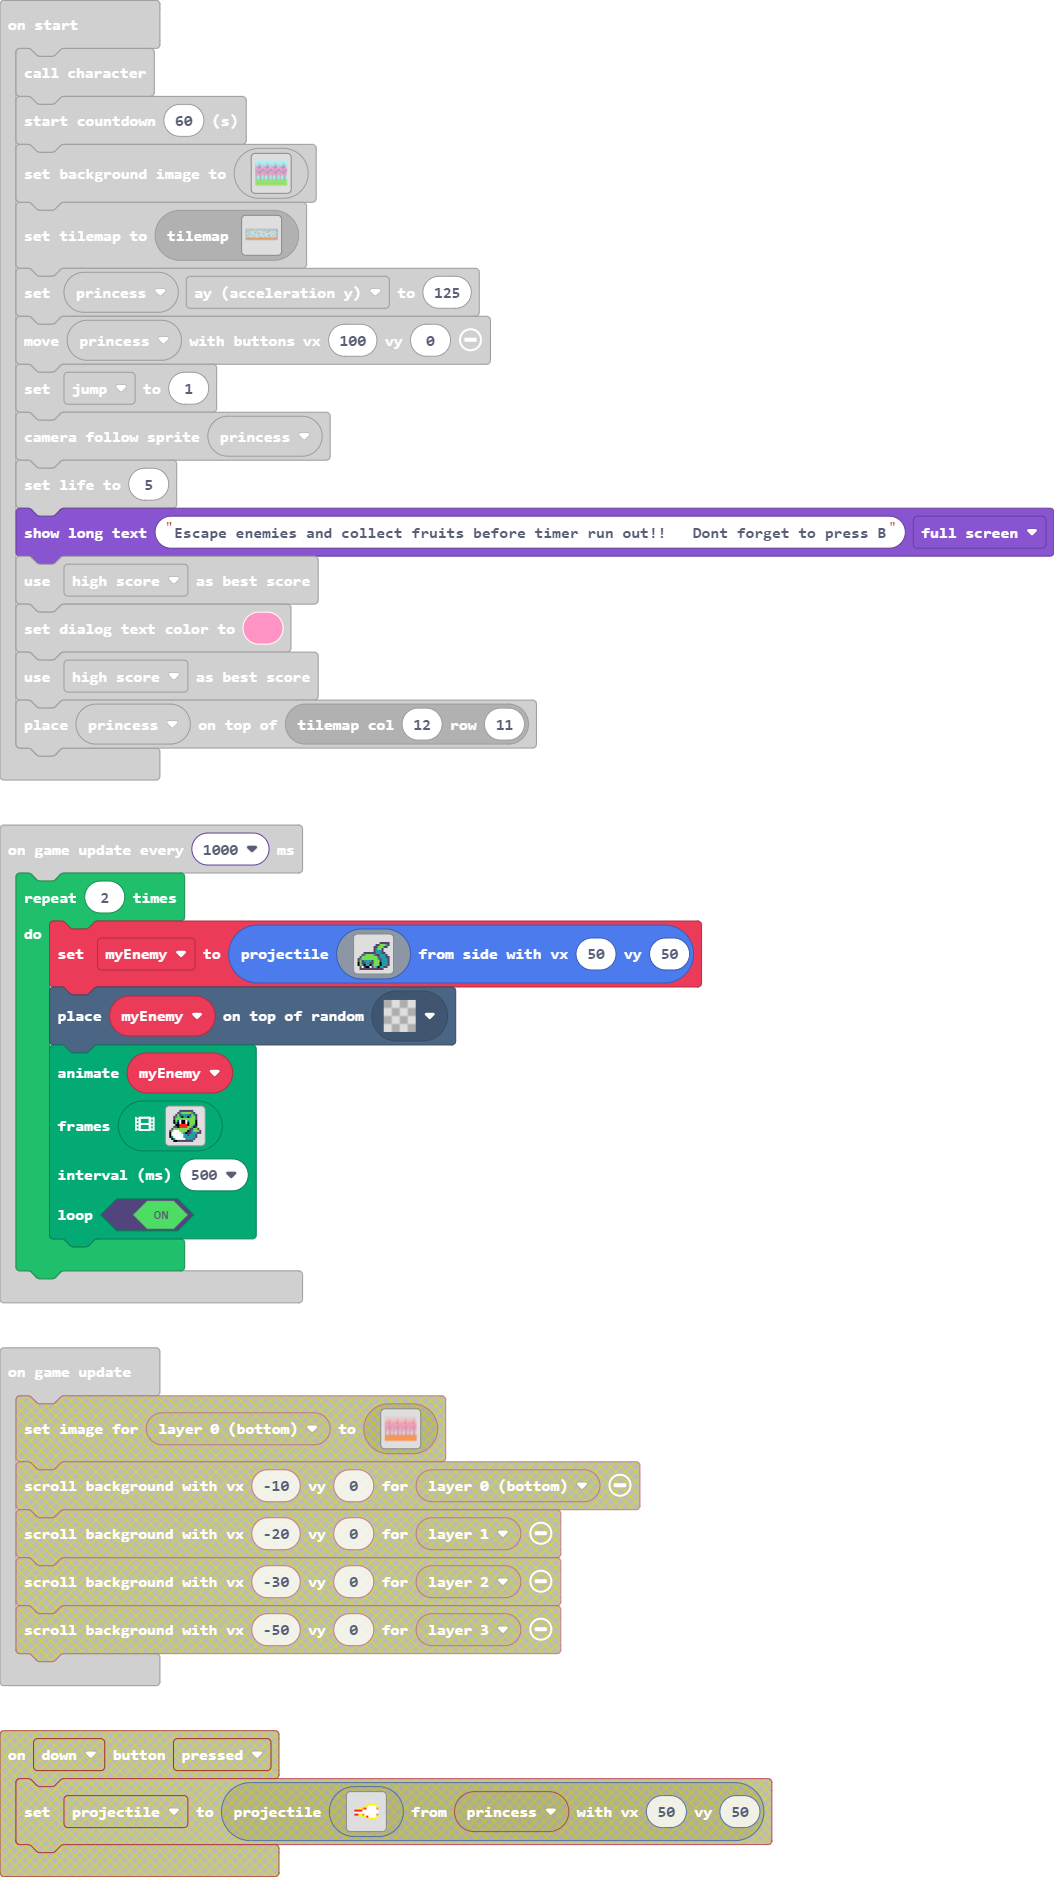 on start
call character
start countdown 60 (s)
set background image to
set tilemap to tilemap
set princess ay (acceleration y) to 125
move princess with buttons vx 100 vy 0
set jump to 1
camera follow sprite princess
set life to 5
show long text "Escape enemies and collect fruits before timer run out!! Dont forget to press B" full screen
use high score as best score
set dialog text color to
use high score as best score
place princess on top of tilemap col 12 row 11
on game update every 1000 ms
repeat 2 times
do
set myEnemy to projectile from side with vx 50 vy 50
place myEnemy on top of random
animate myEnemy
frames
interval (ms) 500
loop ON
on game update
set image for layer 0 (bottom) to
scroll background with vx -10 vy 0 for layer 0 (bottom)
scroll background with vx -20 vy 0 for layer 1
scroll background with vx -30 vy 0 for layer 2
scroll background with vx -50 vy 0 for layer 3
on down button pressed
set projectile to projectile from princess with vx 50 vy 50